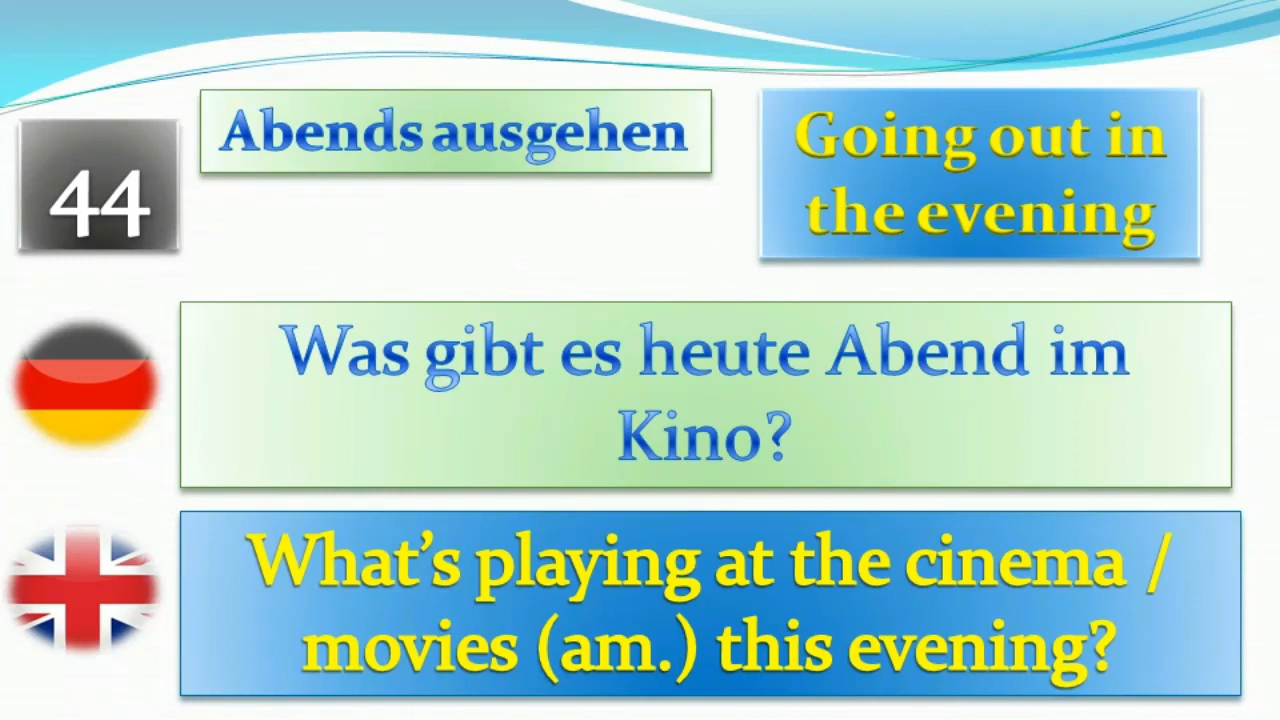 44
Abends ausgehen
Going out in
the evening
Was gibt es heute Abend im
Kino?
What’s playing at the cinema /
movies (am.) this evening?